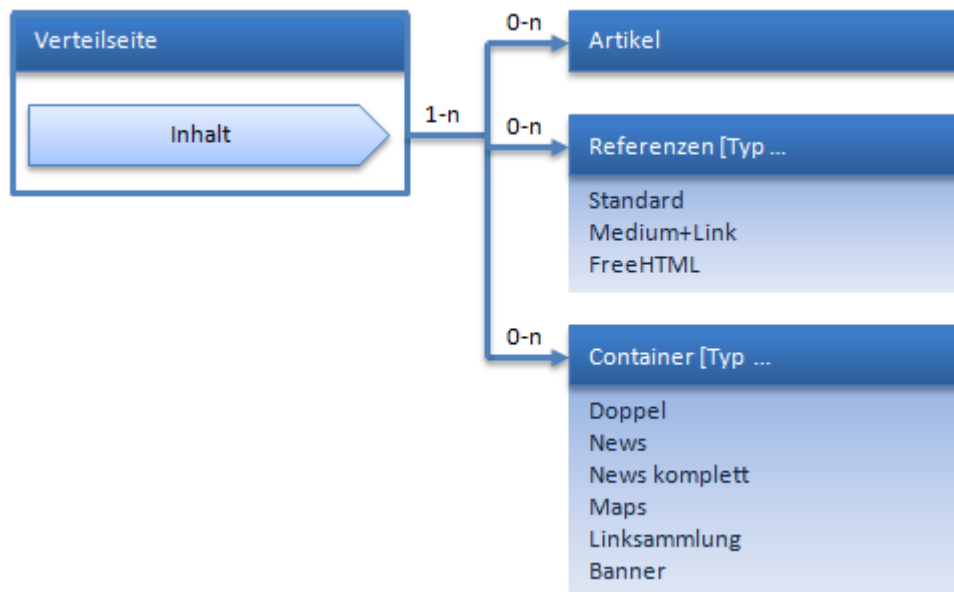 Verteilseite
Inhalt
1-n
0-n
Artikel
0-n
Referenzen [Typ ...
Standard
Medium+Link
FreeHTML
0-n
Container [Typ ...
Doppel
News
News komplett
Maps
Linksammlung
Banner